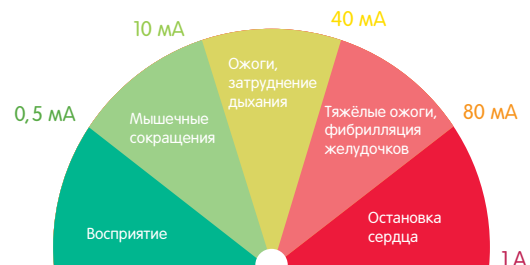 40 мА
10 мА
Ожоги,
затруднение
дыхания
0,5 мА
Мышечные
сокращения
Тяжёлые ожоги,
фибрилляция
желудочков
80 мА
Восприятие
Остановка
сердца
1 А